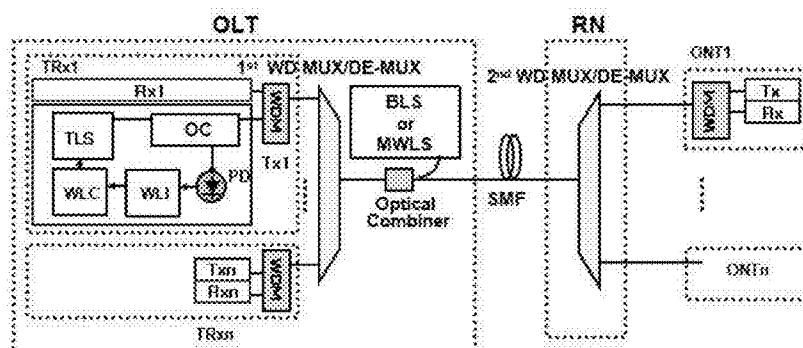 OLT
RN
TRx1
1st WD MUX/DE-MUX
ONT1
Rx1
2nd WD MUX/DE-MUX
BLS
or
MWLS
WDM
Tx
Rx
WDM
TLS
OC
Tx1
PD
WLC
WLI
Optical
Combiner
SMF
Txn
Rxn
WDM
ONTn
TRxn